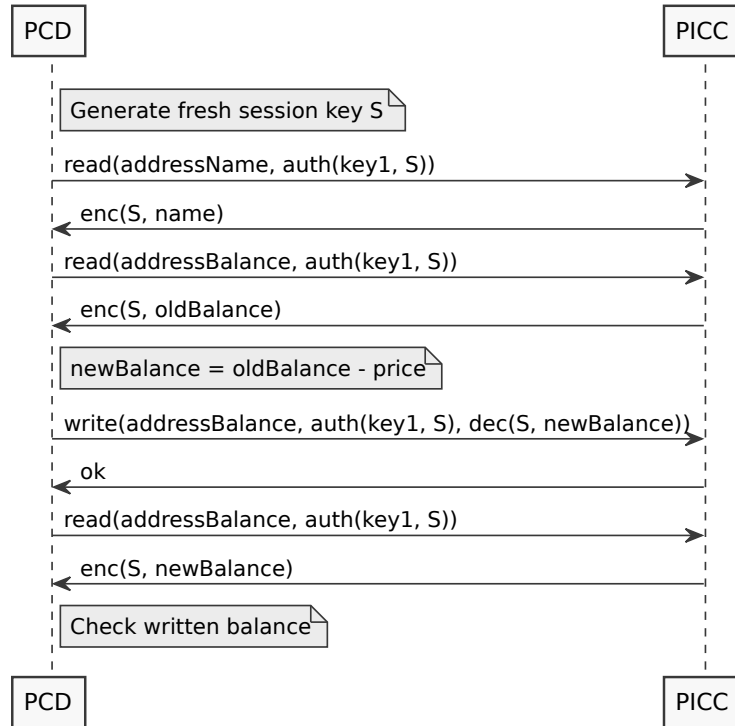 PCD
PICC
Generate fresh session key S
read(addressName, auth(key1, S))
enc(S, name)
read(addressBalance, auth(key1, S))
enc(S, oldBalance)
newBalance = oldBalance - price
write(addressBalance, auth(key1, S), dec(S, newBalance))
ok
read(addressBalance, auth(key1, S))
enc(S, newBalance)
Check written balance
PCD
PICC